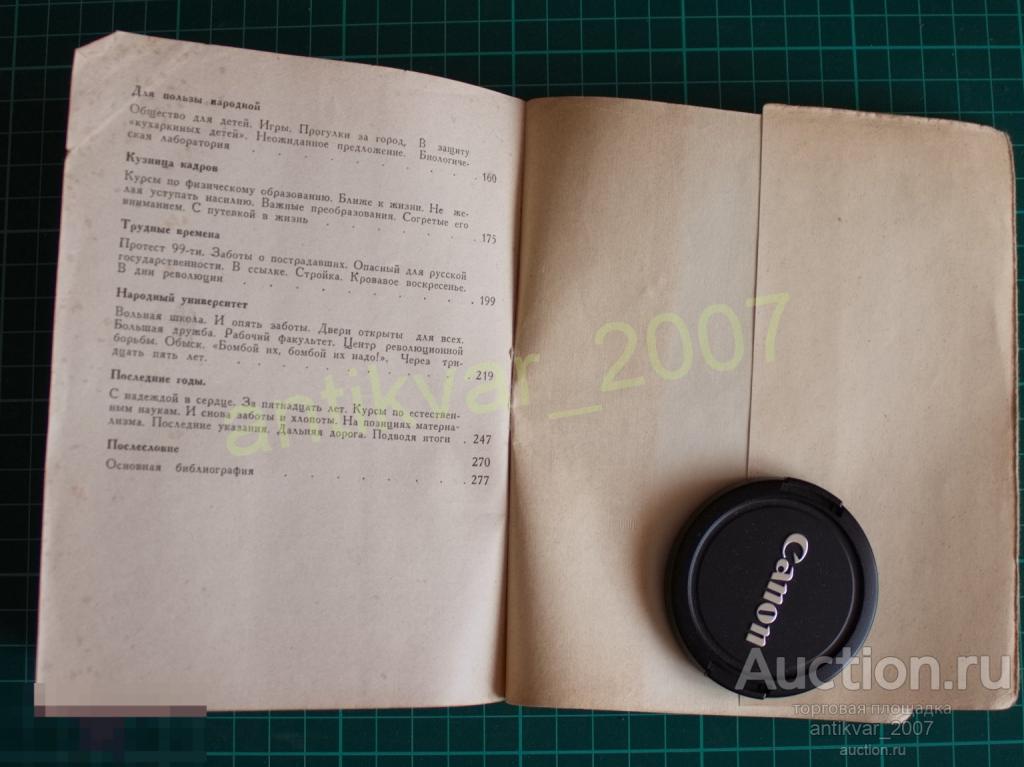 Для пользы народной
Общество для детей. Игры. Прогулки за город, В защиту
«кухаркиных детей». Неожиданное предложение. Биологиче-
ская лаборатория . . . . . . . . 160
Кузница кадров
Курсы по физическому образованию. Ближе к жизни. Не же-
лая уступать насилию. Важные преобразования. Согретые его
вниманием. С путевкой в жизнь . . . . . . 175
Трудные времена
Протест 99-ти. Заботы о пострадавших. Опасный для русской
государственности. В ссылке. Стройка. Кровавое воскресенье.
В дни революции . . . . . . . . 199
Народный университет
Вольная школа. И опять заботы. Двери открыты для всех.
Большая дружба. Рабочий факультет. Центр революционной
борьбы. Обыск. «Бомбой их, бомбой их надо!». Через три-
дцать пять лет. . . . . . . . . 219
Последние годы.
С надеждой в сердце. За пятнадцать лет. Курсы по естествен-
ным наукам. И снова заботы и хлопоты. На позициях материа-
лизма. Последние указания. Дальняя дорога. Подводя итоги . 247
Послесловие 270
Основная библиография . . . . . . . 277
antikvar_2007
Canon
Auction.ru
торговая площадка
antikvar_2007
auction.ru